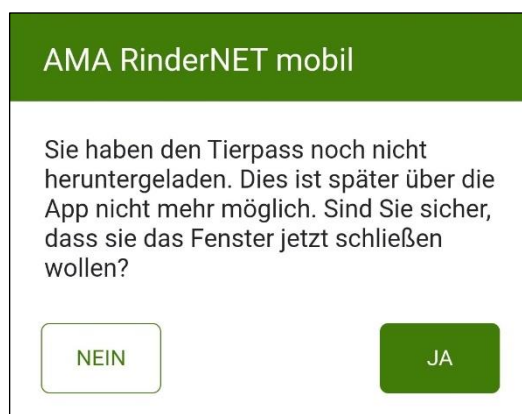 AMA RinderNET mobil
Sie haben den Tierpass noch nicht
heruntergeladen. Dies ist später über die
App nicht mehr möglich. Sind Sie sicher,
dass sie das Fenster jetzt schließen
wollen?
NEIN
JA